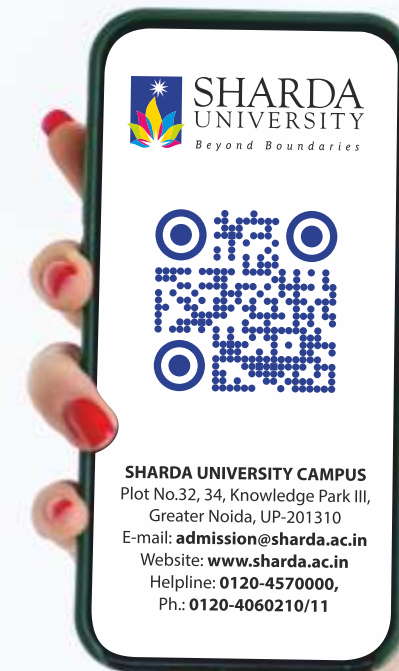 SHARDA
UNIVERSITY
Beyond Boundaries
SHARDA UNIVERSITY CAMPUS
Plot No.32, 34, Knowledge Park III,
Greater Noida, UP-201310
E-mail: admission@sharda.ac.in
Website: www.sharda.ac.in
Helpline: 0120-4570000,
Ph.: 0120-4060210/11